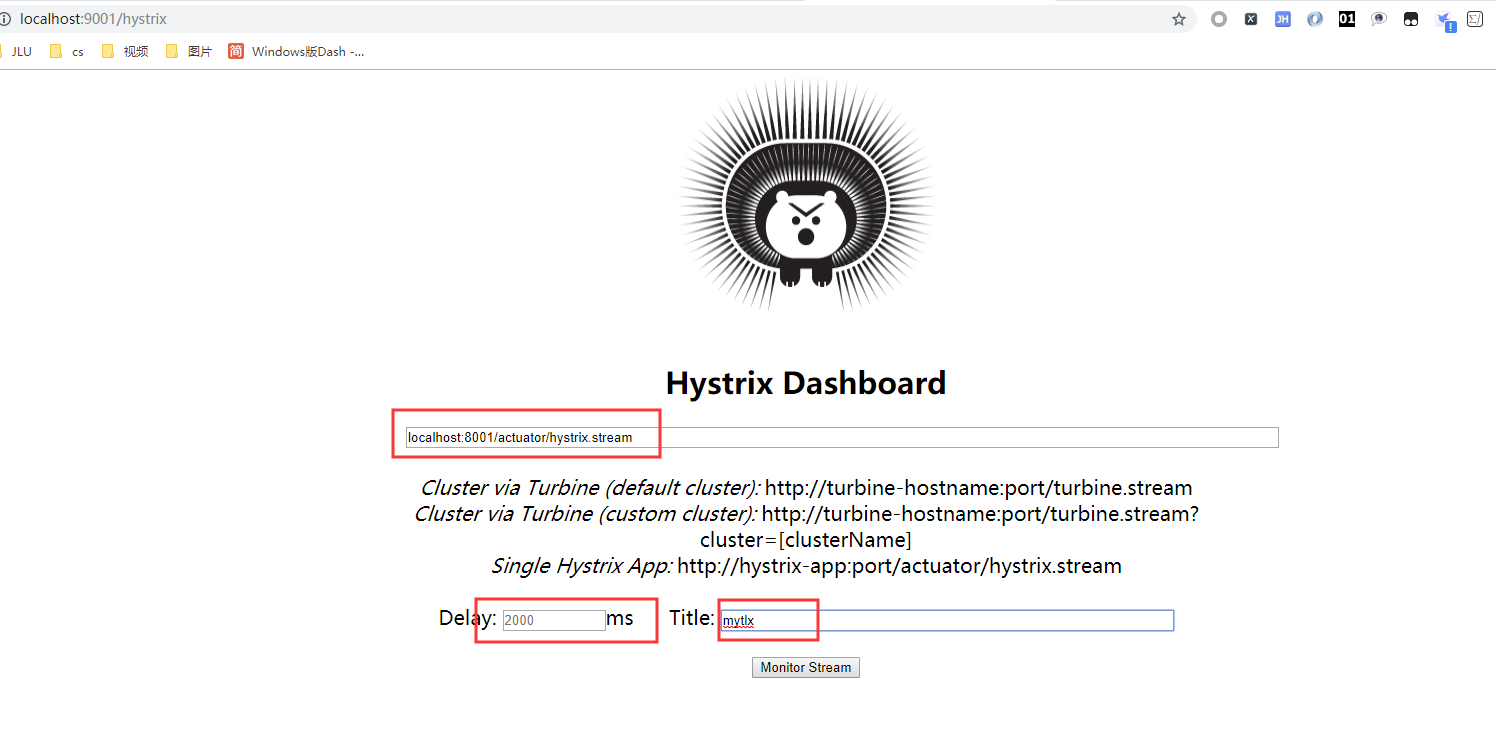 localhost:9001/hystrix
JH 01
JLU cs 视频 图片 简 Windows版Dash -...
Hystrix Dashboard
localhost:8001/actuator/hystrix.stream
Cluster via Turbine (default cluster): http://turbine-hostname:port/turbine.stream
Cluster via Turbine (custom cluster): http://turbine-hostname:port/turbine.stream?
cluster=[clusterName]
Single Hystrix App: http://hystrix-app:port/actuator/hystrix.stream
Delay: 2000 ms Title: mytlx
Monitor Stream